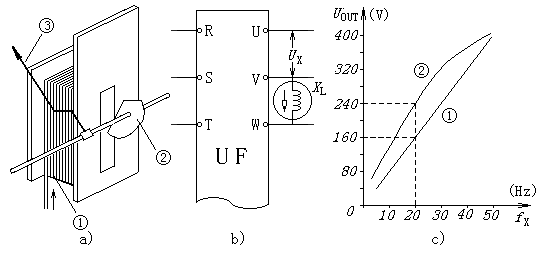 ③
②
①
a)
R U
U_X
S V
X_L
T W
UF
b)
U_OUT (V)
400
320
240
160
80
0
②
①
10 20 30 40 50
(Hz)
f_X
c)